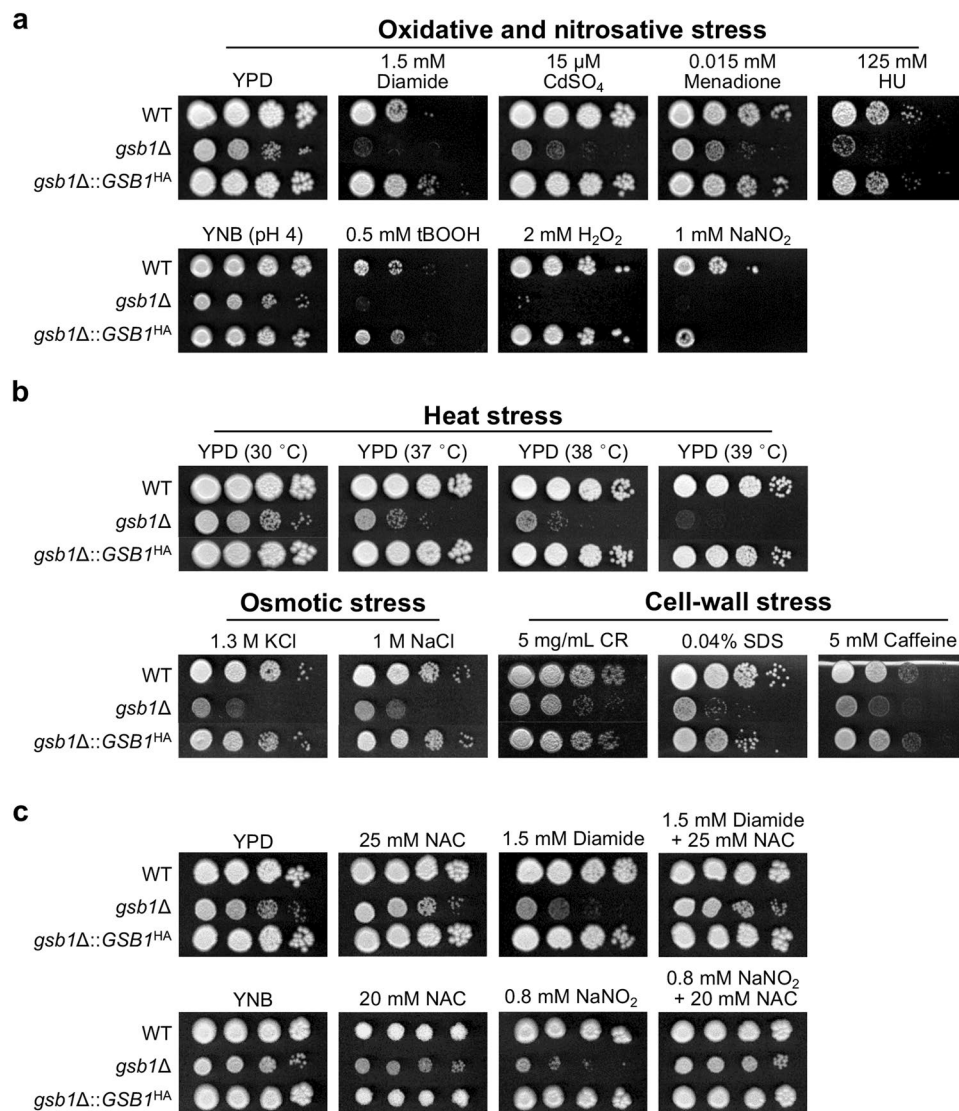 a
Oxidative and nitrosative stress
YPD
1.5 mM
Diamide
15 µM
CdSO₄
0.015 mM
Menadione
125 mM
HU
WT
gsb1Δ
gsb1Δ::GSB1ᴴᴬ
YNB (pH 4)
0.5 mM tBOOH
2 mM H₂O₂
1 mM NaNO₂
WT
gsb1Δ
gsb1Δ::GSB1ᴴᴬ
b
Heat stress
YPD (30 °C)
YPD (37 °C)
YPD (38 °C)
YPD (39 °C)
WT
gsb1Δ
gsb1Δ::GSB1ᴴᴬ
Osmotic stress
Cell-wall stress
1.3 M KCl
1 M NaCl
5 mg/mL CR
0.04% SDS
5 mM Caffeine
WT
gsb1Δ
gsb1Δ::GSB1ᴴᴬ
c
YPD
25 mM NAC
1.5 mM Diamide
1.5 mM Diamide
+ 25 mM NAC
WT
gsb1Δ
gsb1Δ::GSB1ᴴᴬ
YNB
20 mM NAC
0.8 mM NaNO₂
0.8 mM NaNO₂
+ 20 mM NAC
WT
gsb1Δ
gsb1Δ::GSB1ᴴᴬ